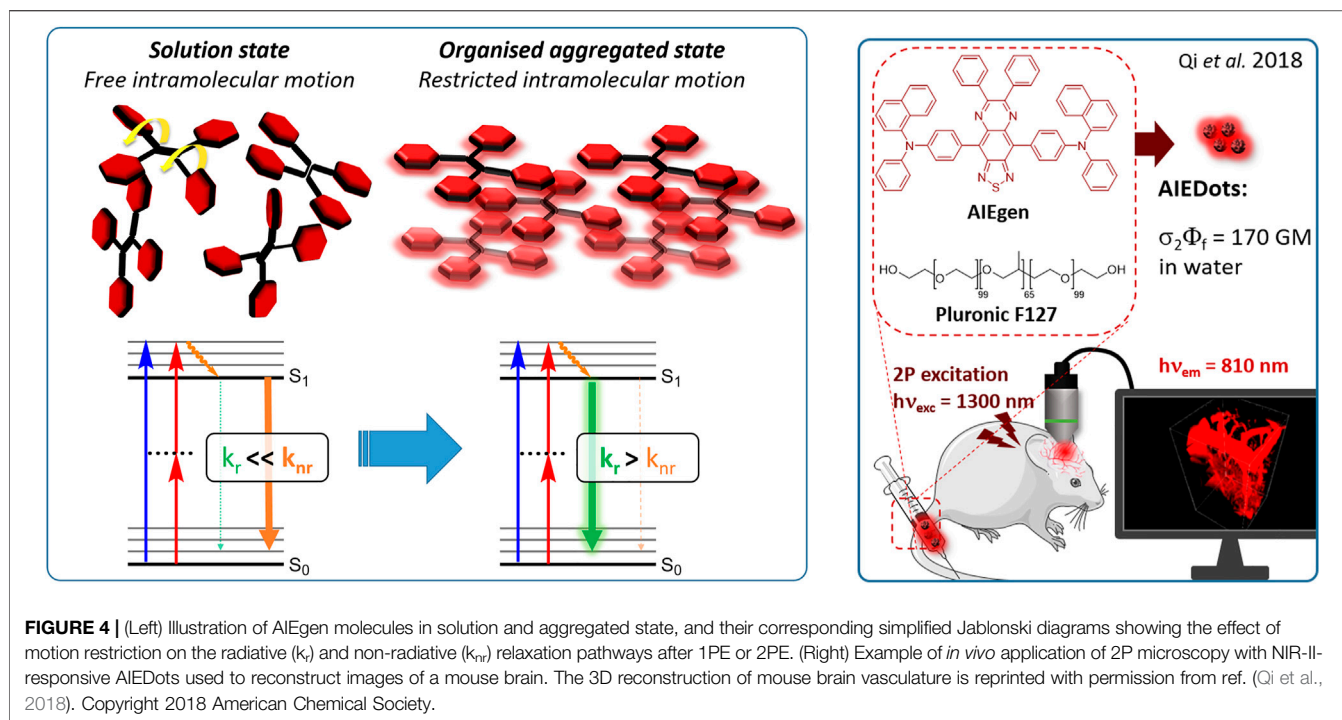 Solution state
Free intramolecular motion
Organised aggregated state
Restricted intramolecular motion
S₁
kᵣ << kₙᵣ
S₀
S₁
kᵣ > kₙᵣ
S₀
Qi et al. 2018
N
N
N
N
N
N
S
AIEgen
HO
O
99
O
65
O
99
OH
Pluronic F127
AIEDots:
σ₂Φf = 170 GM
in water
2P excitation
hνexc = 1300 nm
hνem = 810 nm
FIGURE 4 | (Left) Illustration of AIEgen molecules in solution and aggregated state, and their corresponding simplified Jablonski diagrams showing the effect of
motion restriction on the radiative (kᵣ) and non-radiative (kₙᵣ) relaxation pathways after 1PE or 2PE. (Right) Example of in vivo application of 2P microscopy with NIR-II-
responsive AIEDots used to reconstruct images of a mouse brain. The 3D reconstruction of mouse brain vasculature is reprinted with permission from ref. (Qi et al.,
2018). Copyright 2018 American Chemical Society.